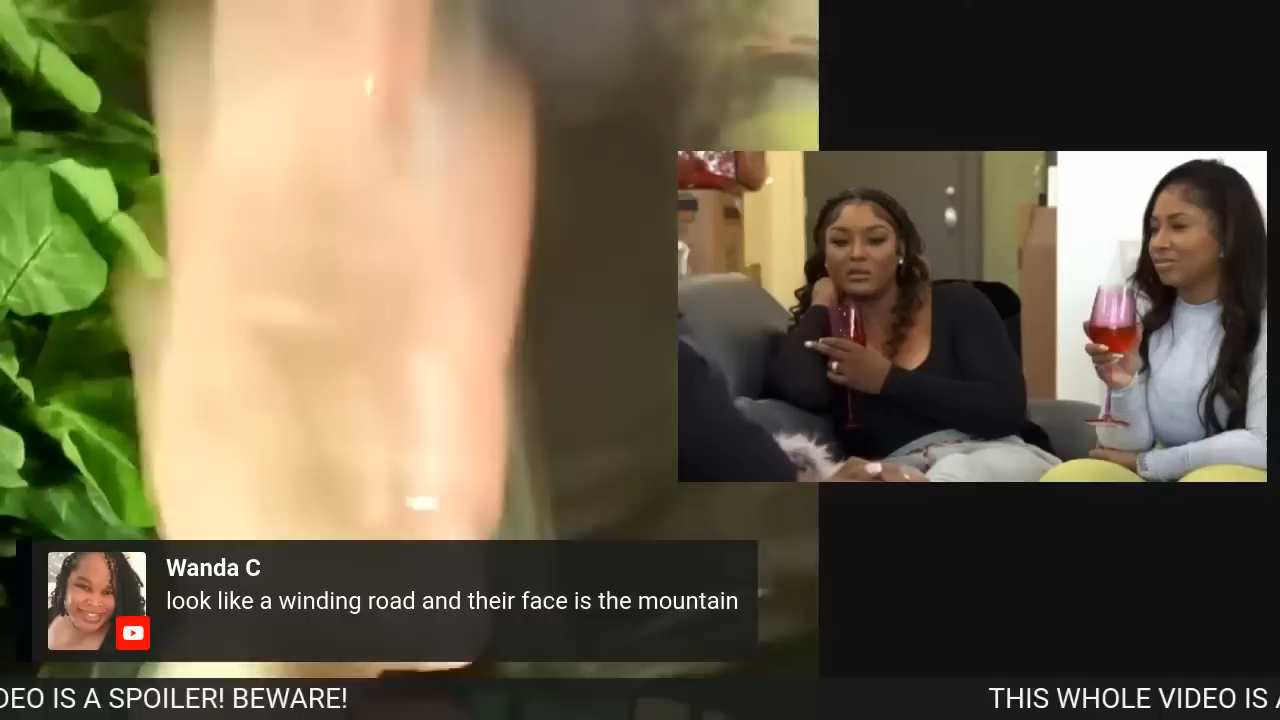 Wanda C
look like a winding road and their face is the mountain
DEO IS A SPOILER! BEWARE!
THIS WHOLE VIDEO IS A